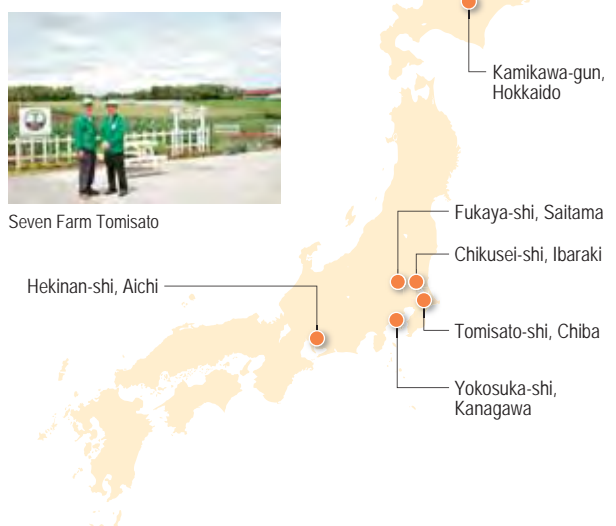 Kamikawa-gun,
Hokkaido
Seven Farm Tomisato
Fukaya-shi, Saitama
Chikusei-shi, Ibaraki
Hekinan-shi, Aichi
Tomisato-shi, Chiba
Yokosuka-shi,
Kanagawa